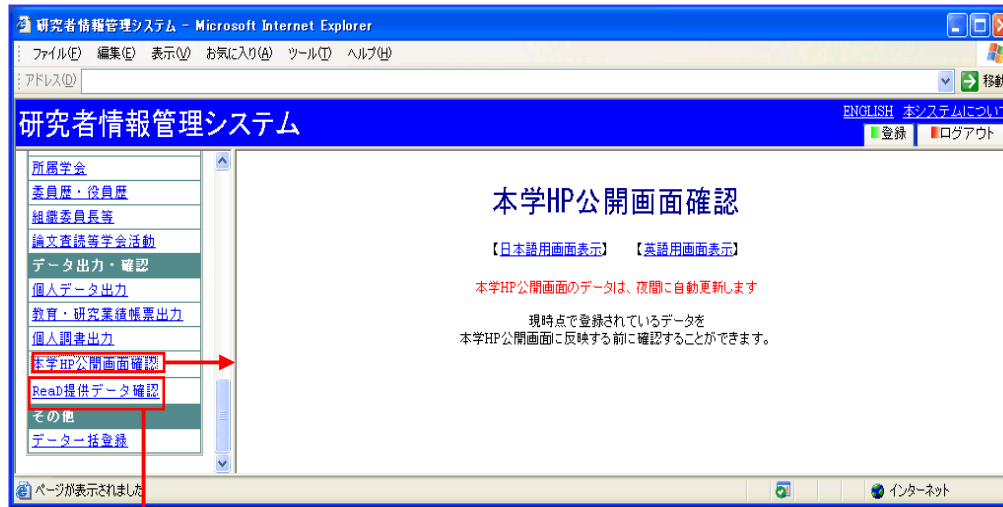 研究者情報管理システム - Microsoft Internet Explorer
ファイル(F) 編集(E) 表示(V) お気に入り(A) ツール(T) ヘルプ(H)
アドレス(D)
移動
研究者情報管理システム
ENGLISH 本システムについて
登録 ログアウト
所属学会
委員歴・役員歴
組織委員長等
論文査読等学会活動
データ出力・確認
個人データ出力
教育・研究業績帳票出力
個人調書出力
本学HP公開画面確認
ReaD提供データ確認
その他
データ一括登録
本学HP公開画面確認
【日本語用画面表示】 【英語用画面表示】
本学HP公開画面のデータは、夜間に自動更新します
現時点で登録されているデータを
本学HP公開画面に反映する前に確認することができます。
ページが表示されました
インターネット